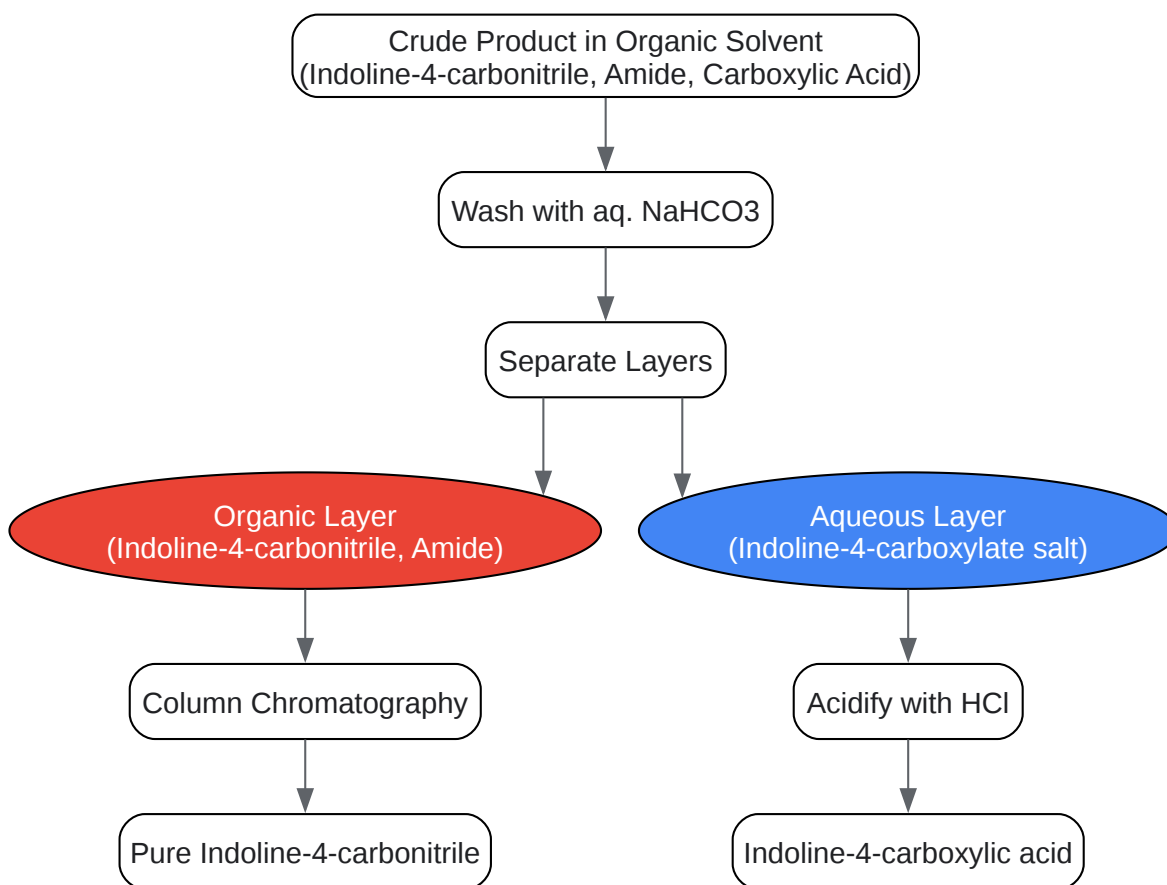 Crude Product in Organic Solvent
(Indoline-4-carbonitrile, Amide, Carboxylic Acid)
Wash with aq. NaHCO3
Separate Layers
Organic Layer
(Indoline-4-carbonitrile, Amide)
Aqueous Layer
(Indoline-4-carboxylate salt)
Column Chromatography
Acidify with HCl
Pure Indoline-4-carbonitrile
Indoline-4-carboxylic acid